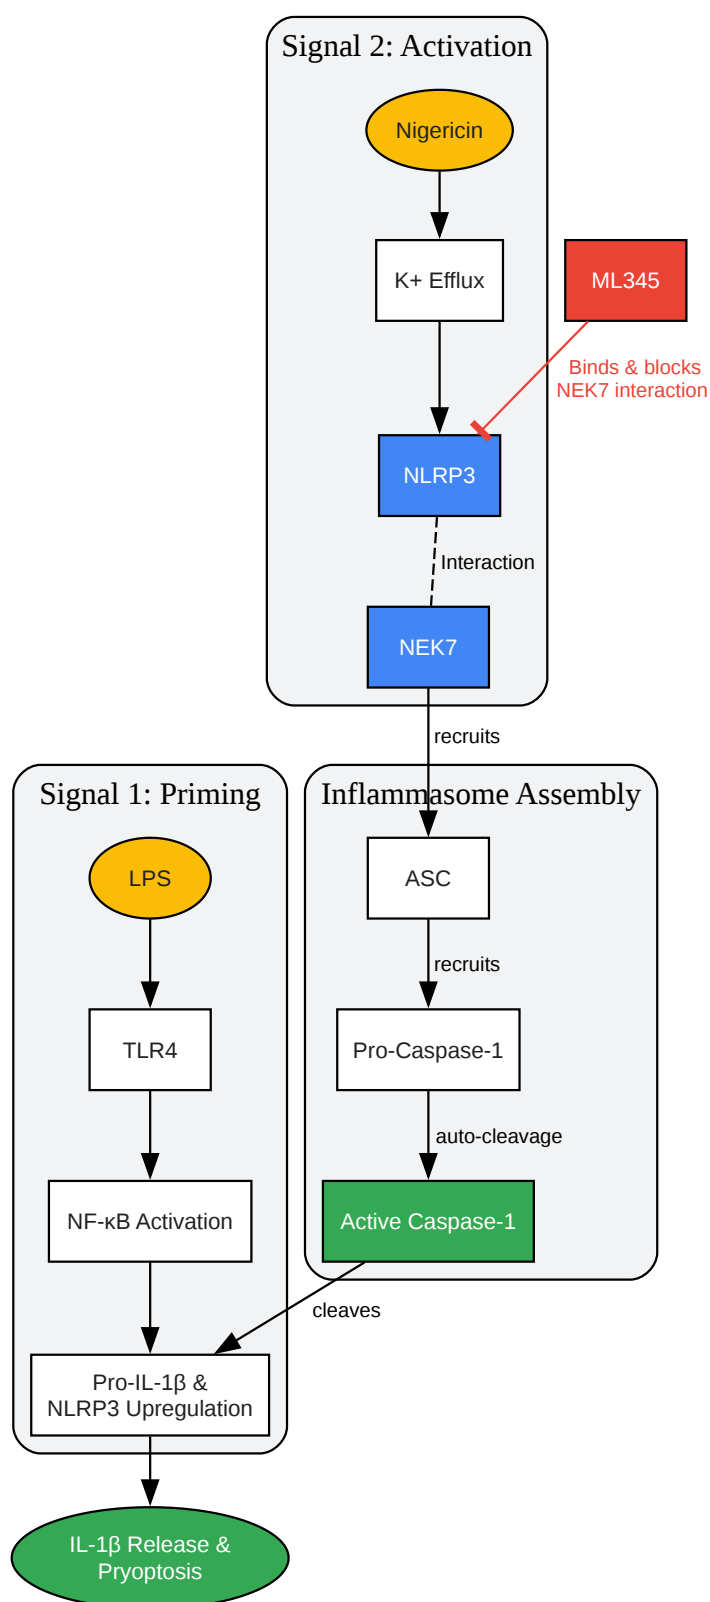 Signal 2: Activation
Nigericin
K+ Efflux
ML345
Binds & blocks
NEK7 interaction
NLRP3
Interaction
NEK7
recruits
Signal 1: Priming
Inflammasome Assembly
LPS
ASC
recruits
TLR4
Pro-Caspase-1
auto-cleavage
NF-κB Activation
Active Caspase-1
cleaves
Pro-IL-1β &
NLRP3 Upregulation
IL-1β Release &
Pryoptosis